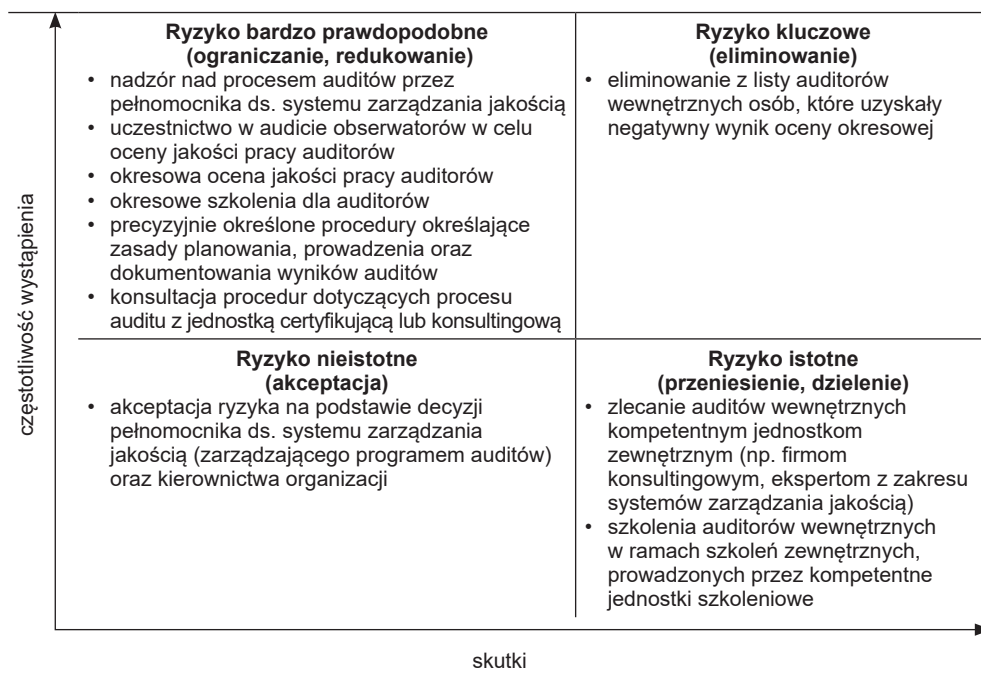 częstotliwość wystąpienia
Ryzyko bardzo prawdopodobne
(ograniczanie, redukowanie)
• nadzór nad procesem auditów przez
pełnomocnika ds. systemu zarządzania jakością
• uczestnictwo w audicie obserwatorów w celu
oceny jakości pracy auditorów
• okresowa ocena jakości pracy auditorów
• okresowe szkolenia dla auditorów
• precyzyjnie określone procedury określające
zasady planowania, prowadzenia oraz
dokumentowania wyników auditów
• konsultacja procedur dotyczących procesu
auditu z jednostką certyfikującą lub konsultingową
Ryzyko kluczowe
(eliminowanie)
• eliminowanie z listy auditorów
wewnętrznych osób, które uzyskały
negatywny wynik oceny okresowej
Ryzyko nieistotne
(akceptacja)
• akceptacja ryzyka na podstawie decyzji
pełnomocnika ds. systemu zarządzania
jakością (zarządzającego programem auditów)
oraz kierownictwa organizacji
Ryzyko istotne
(przeniesienie, dzielenie)
• zlecanie auditów wewnętrznych
kompetentnym jednostkom
zewnętrznym (np. firmom
konsultingowym, ekspertom z zakresu
systemów zarządzania jakością)
• szkolenia auditorów wewnętrznych
w ramach szkoleń zewnętrznych,
prowadzonych przez kompetentne
jednostki szkoleniowe
skutki